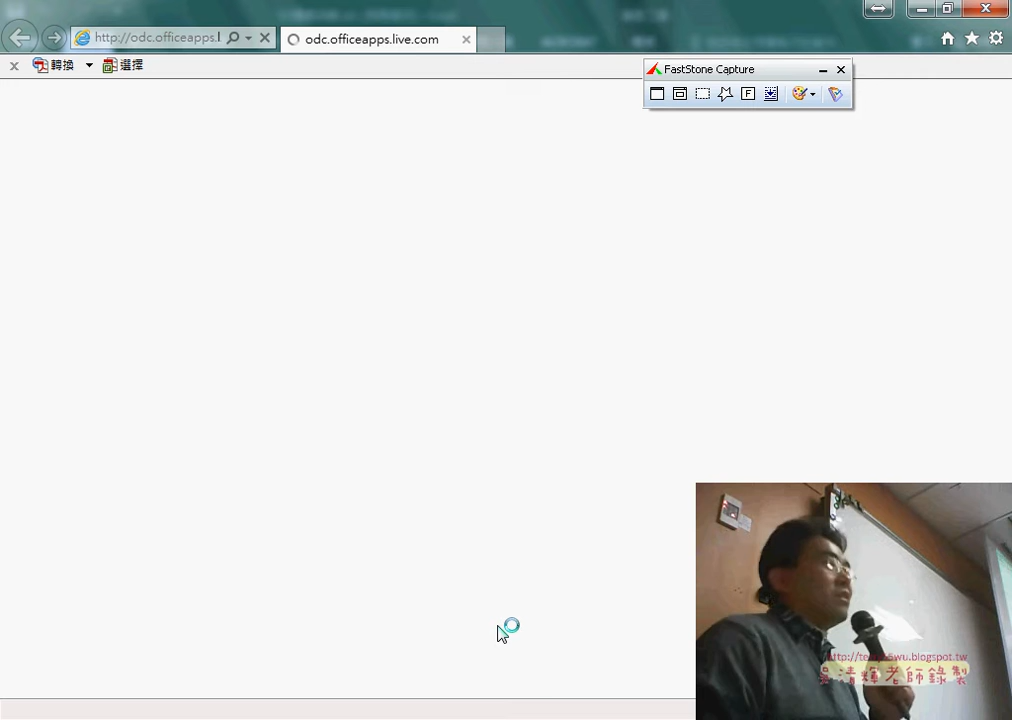 http://odc.officeapps.l
odc.officeapps.live.com
轉換
選擇
FastStone Capture
F
吳清輝老師錄製